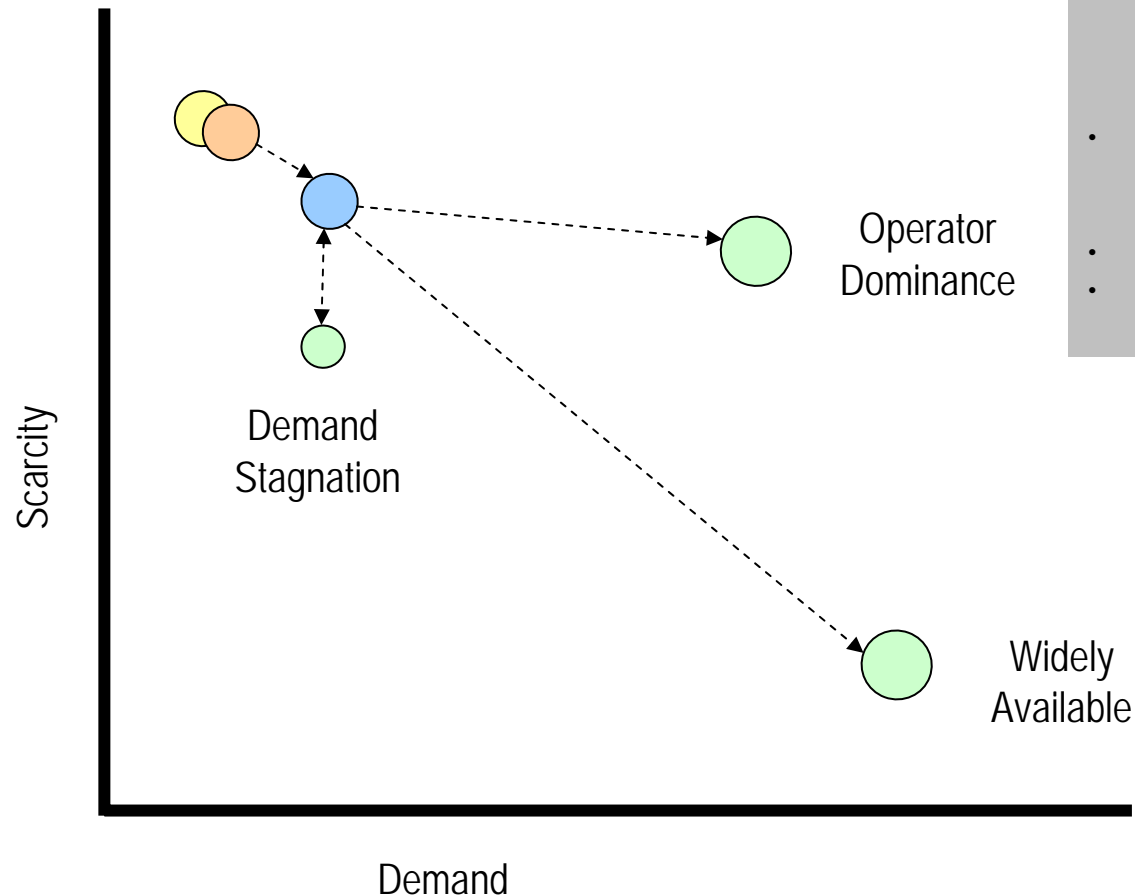 Operator
Dominance
Demand
Stagnation
Scarcity
Widely
Available
Demand